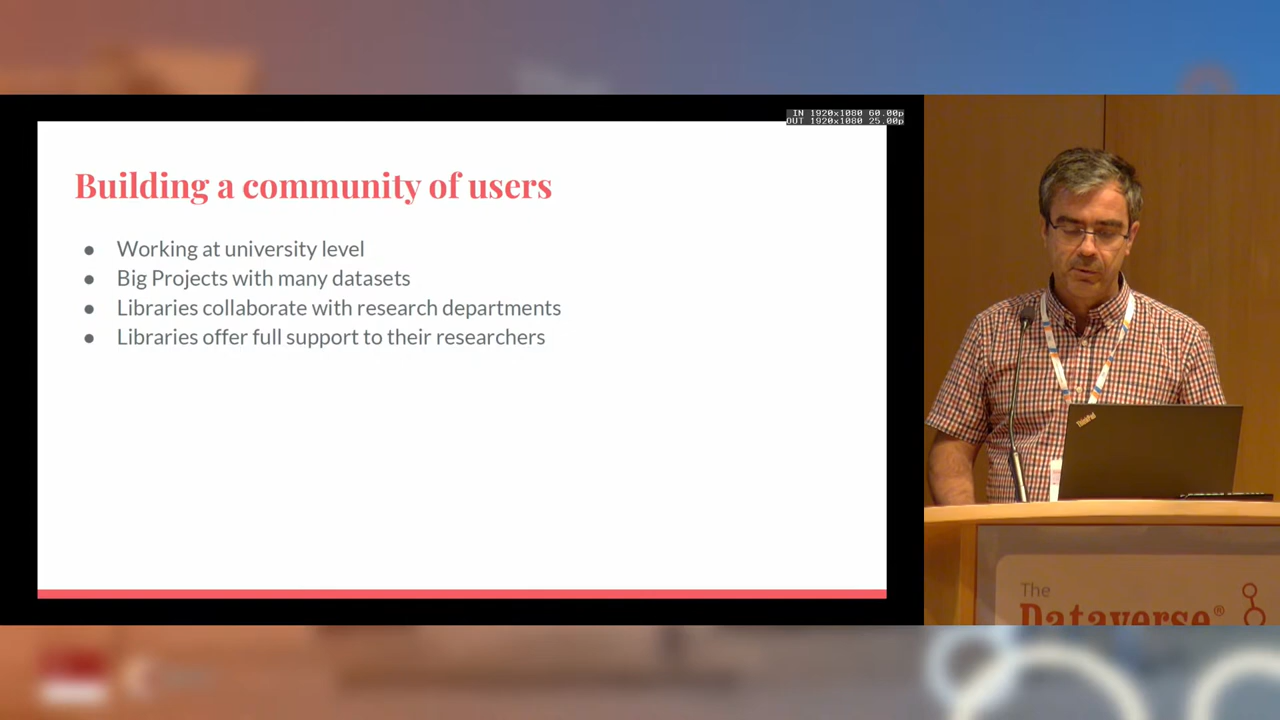 IN 1920x1080 60.00p
OUT 1920x1080 25.00p
Building a community of users
● Working at university level
● Big Projects with many datasets
● Libraries collaborate with research departments
● Libraries offer full support to their researchers
ThinkPad
The
Dataverse®